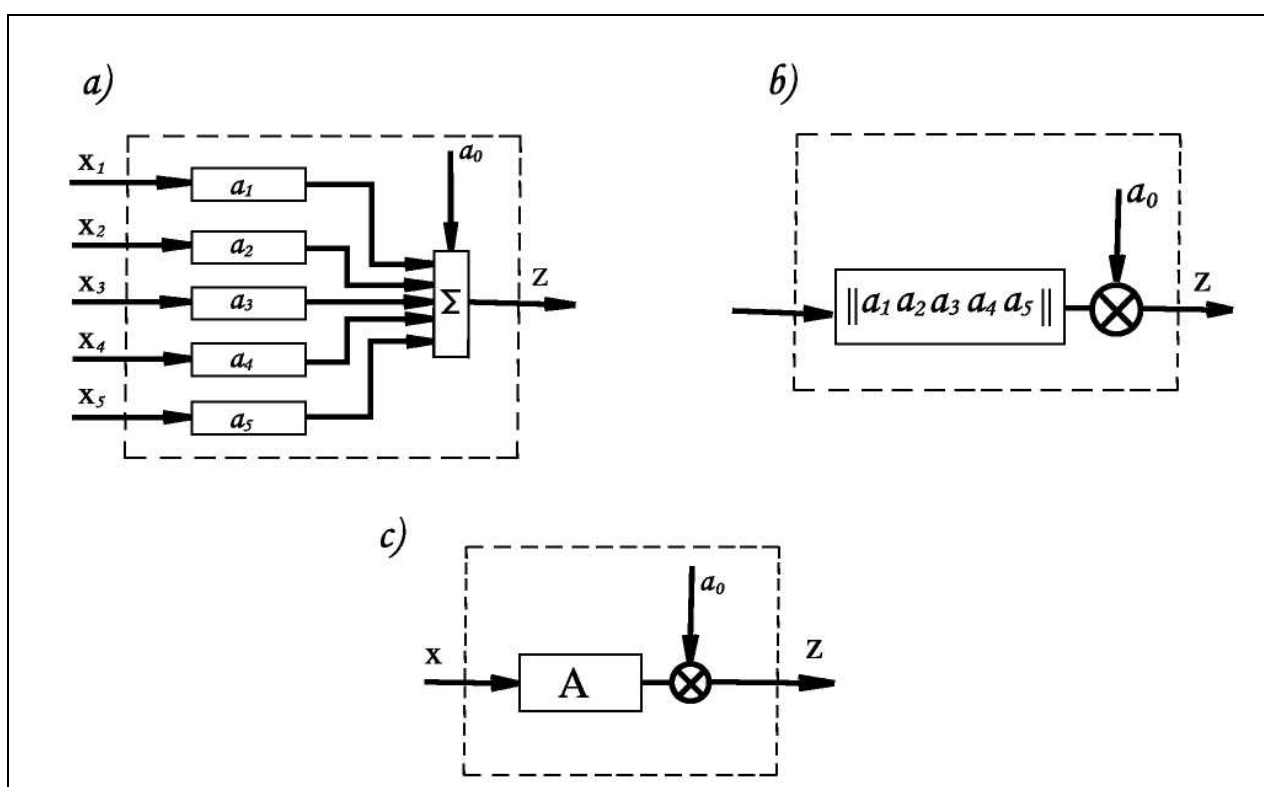 a)
x₁
a₁
x₂
a₂
x₃
a₃
x₄
a₄
x₅
a₅
a₀
Σ
Z
b)
‖a₁ a₂ a₃ a₄ a₅‖
a₀
Z
c)
x
A
a₀
Z